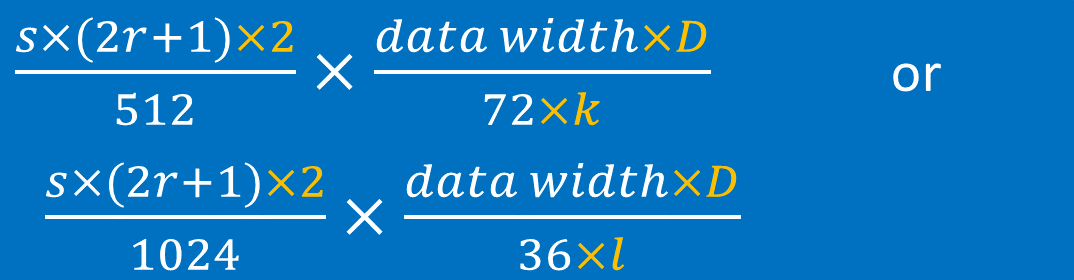 s×(2r+1)×2 / 512 × data width×D / 72×k or
s×(2r+1)×2 / 1024 × data width×D / 36×l